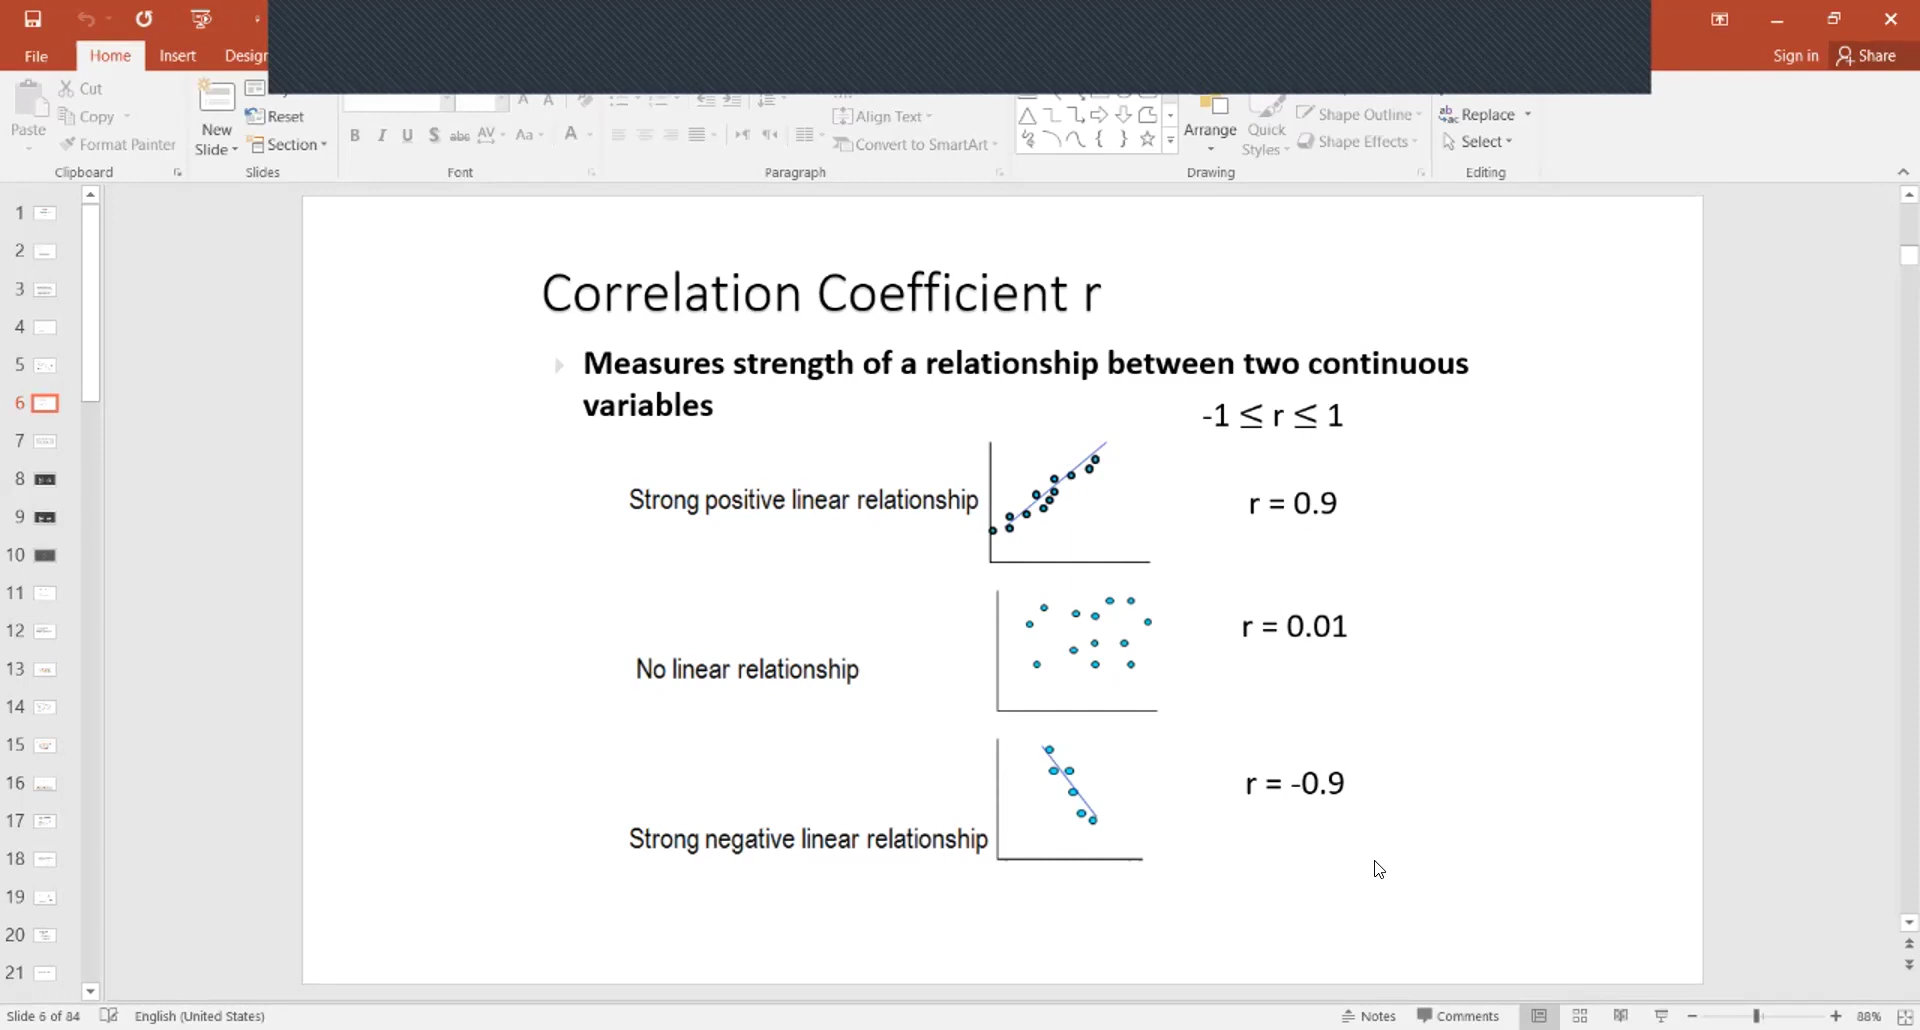 File
Home
Insert
Design
Sign in
Share
Cut
Copy
Format Painter
Paste
Clipboard
New
Slide
Reset
Section
Slides
B I U S abc AV Aa A
Font
Align Text
Convert to SmartArt
Paragraph
Arrange
Quick
Styles
Shape Outline
Shape Effects
Drawing
Replace
Select
Editing
1
2
3
4
5
6
7
8
9
10
11
12
13
14
15
16
17
18
19
20
21
Correlation Coefficient r
Measures strength of a relationship between two continuous
variables
-1 ≤ r ≤ 1
Strong positive linear relationship
r = 0.9
No linear relationship
r = 0.01
Strong negative linear relationship
r = -0.9
Slide 6 of 84
English (United States)
Notes
Comments
88%